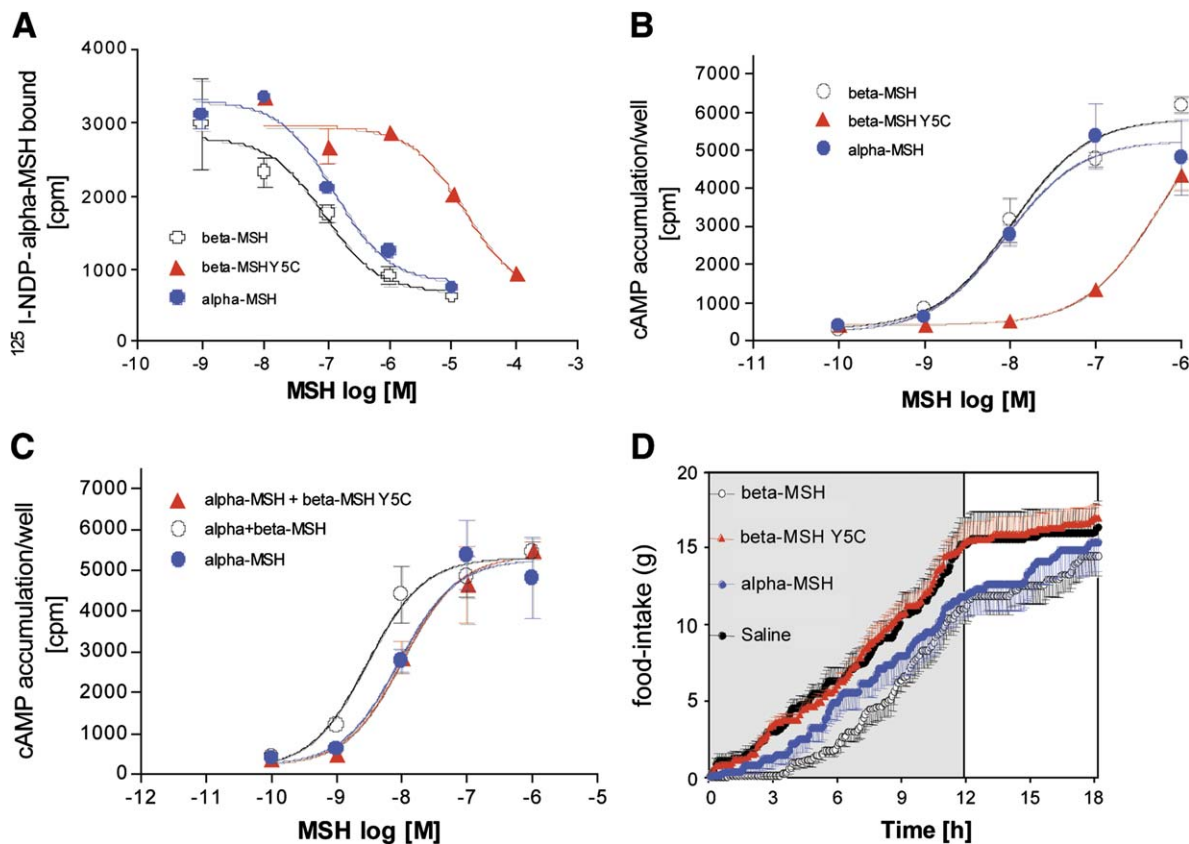 A
4000
3000
2000
1000
0
125I-NDP-alpha-MSH bound
[cpm]
beta-MSH
beta-MSHY5C
alpha-MSH
-10 -9 -8 -7 -6 -5 -4 -3
MSH log [M]
B
7000
6000
5000
4000
3000
2000
1000
0
cAMP accumulation/well
[cpm]
beta-MSH
beta-MSH Y5C
alpha-MSH
-11 -10 -9 -8 -7 -6
MSH log [M]
C
7000
6000
5000
4000
3000
2000
1000
0
cAMP accumulation/well
[cpm]
alpha-MSH + beta-MSH Y5C
alpha+beta-MSH
alpha-MSH
-12 -11 -10 -9 -8 -7 -6 -5
MSH log [M]
D
20
15
10
5
0
food-intake (g)
beta-MSH
beta-MSH Y5C
alpha-MSH
Saline
0 3 6 9 12 15 18
Time [h]